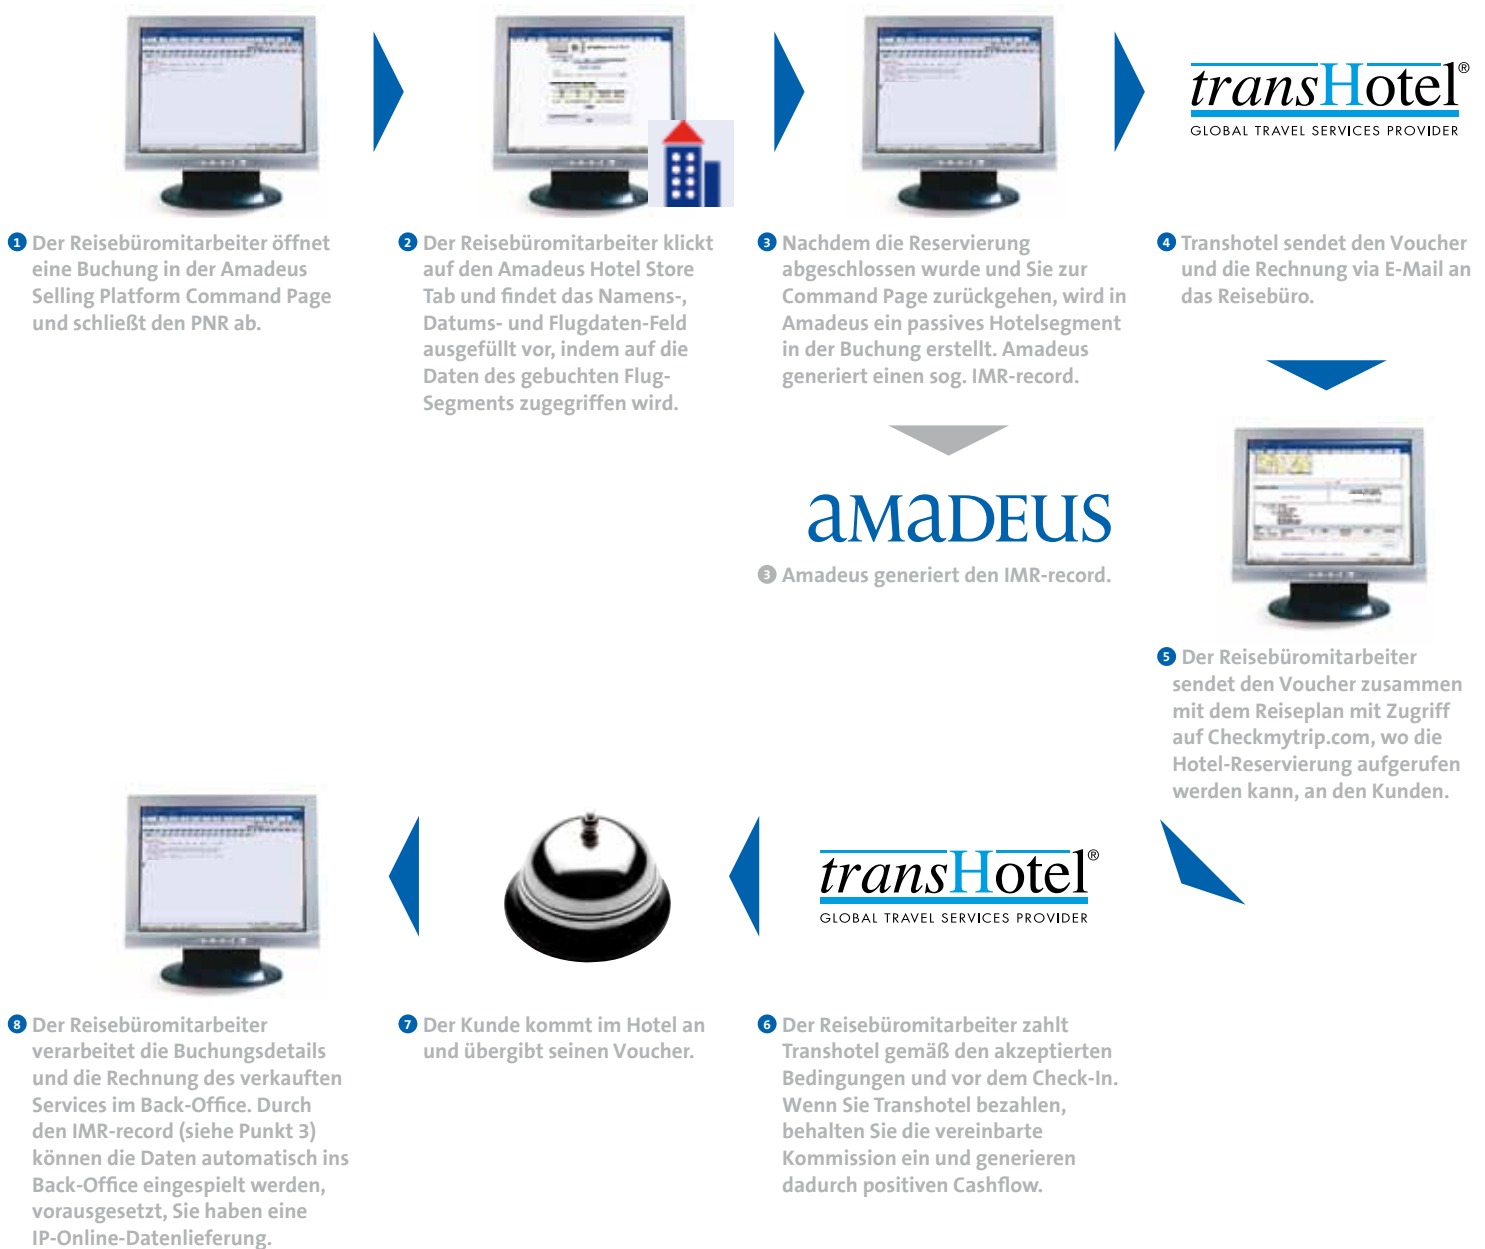 transHotel®
GLOBAL TRAVEL SERVICES PROVIDER
1 Der Reisebüromitarbeiter öffnet
eine Buchung in der Amadeus
Selling Platform Command Page
und schließt den PNR ab.
2 Der Reisebüromitarbeiter klickt
auf den Amadeus Hotel Store
Tab und findet das Namens-,
Datums- und Flugdaten-Feld
ausgefüllt vor, indem auf die
Daten des gebuchten Flug-
Segments zugegriffen wird.
3 Nachdem die Reservierung
abgeschlossen wurde und Sie zur
Command Page zurückgehen, wird in
Amadeus ein passives Hotelsegment
in der Buchung erstellt. Amadeus
generiert einen sog. IMR-record.
4 Transhotel sendet den Voucher
und die Rechnung via E-Mail an
das Reisebüro.
aMaDEUS
3 Amadeus generiert den IMR-record.
5 Der Reisebüromitarbeiter
sendet den Voucher zusammen
mit dem Reiseplan mit Zugriff
auf Checkmytrip.com, wo die
Hotel-Reservierung aufgerufen
werden kann, an den Kunden.
transHotel®
GLOBAL TRAVEL SERVICES PROVIDER
8 Der Reisebüromitarbeiter
verarbeitet die Buchungsdetails
und die Rechnung des verkauften
Services im Back-Office. Durch
den IMR-record (siehe Punkt 3)
können die Daten automatisch ins
Back-Office eingespielt werden,
vorausgesetzt, Sie haben eine
IP-Online-Datenlieferung.
7 Der Kunde kommt im Hotel an
und übergibt seinen Voucher.
6 Der Reisebüromitarbeiter zahlt
Transhotel gemäß den akzeptierten
Bedingungen und vor dem Check-In.
Wenn Sie Transhotel bezahlen,
behalten Sie die vereinbarte
Kommission ein und generieren
dadurch positiven Cashflow.